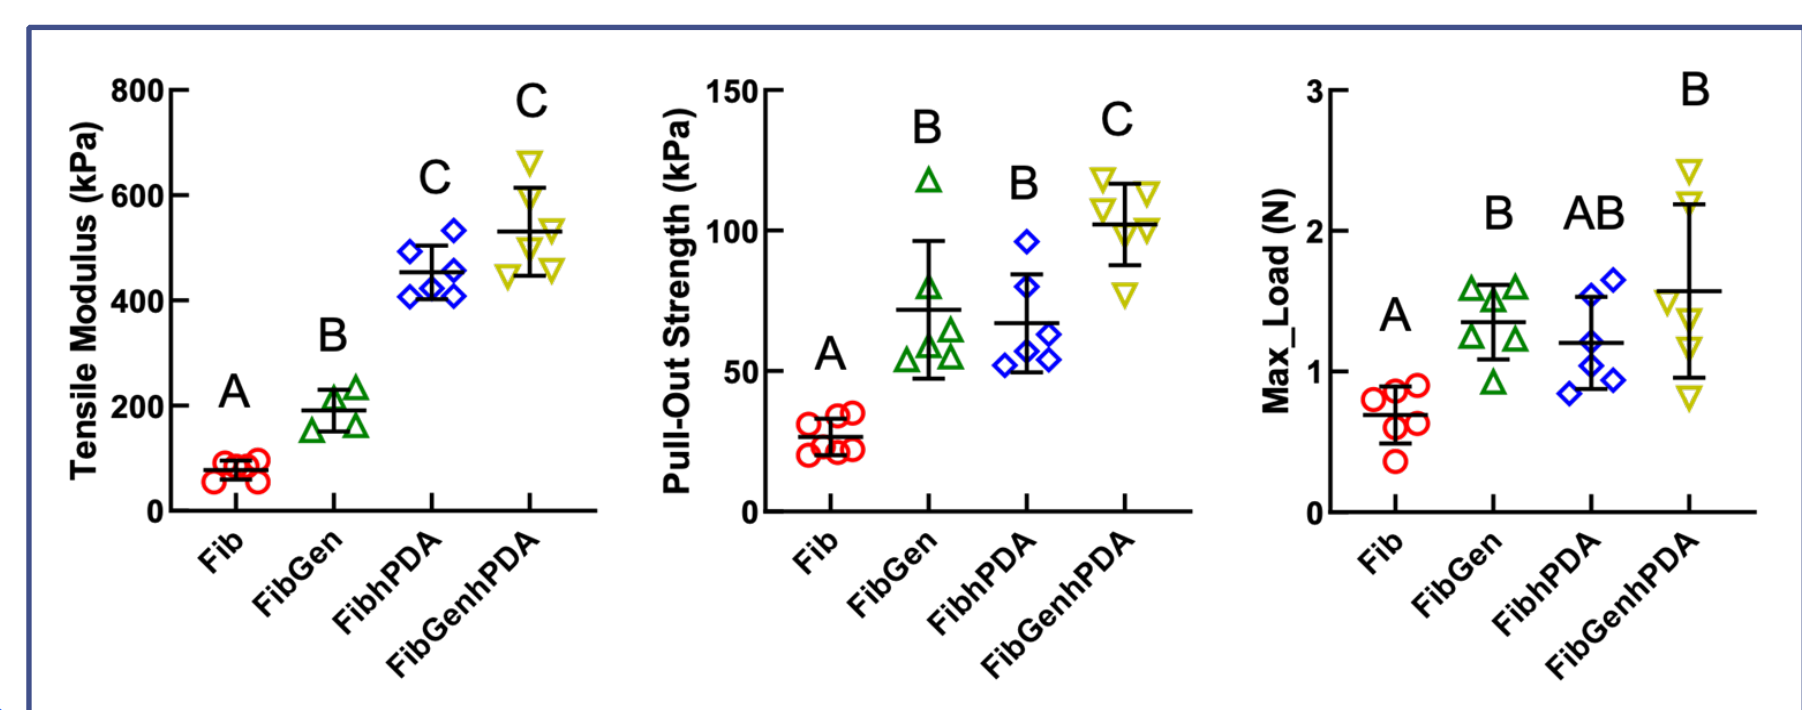 Tensile Modulus (kPa)
800
600
400
200
0
A
B
C
C
Fib
FibGen
FibhPDA
FibGenhPDA
Pull-Out Strength (kPa)
150
100
50
0
A
B
B
C
Fib
FibGen
FibhPDA
FibGenhPDA
Max_Load (N)
3
2
1
0
A
B
AB
B
Fib
FibGen
FibhPDA
FibGenhPDA